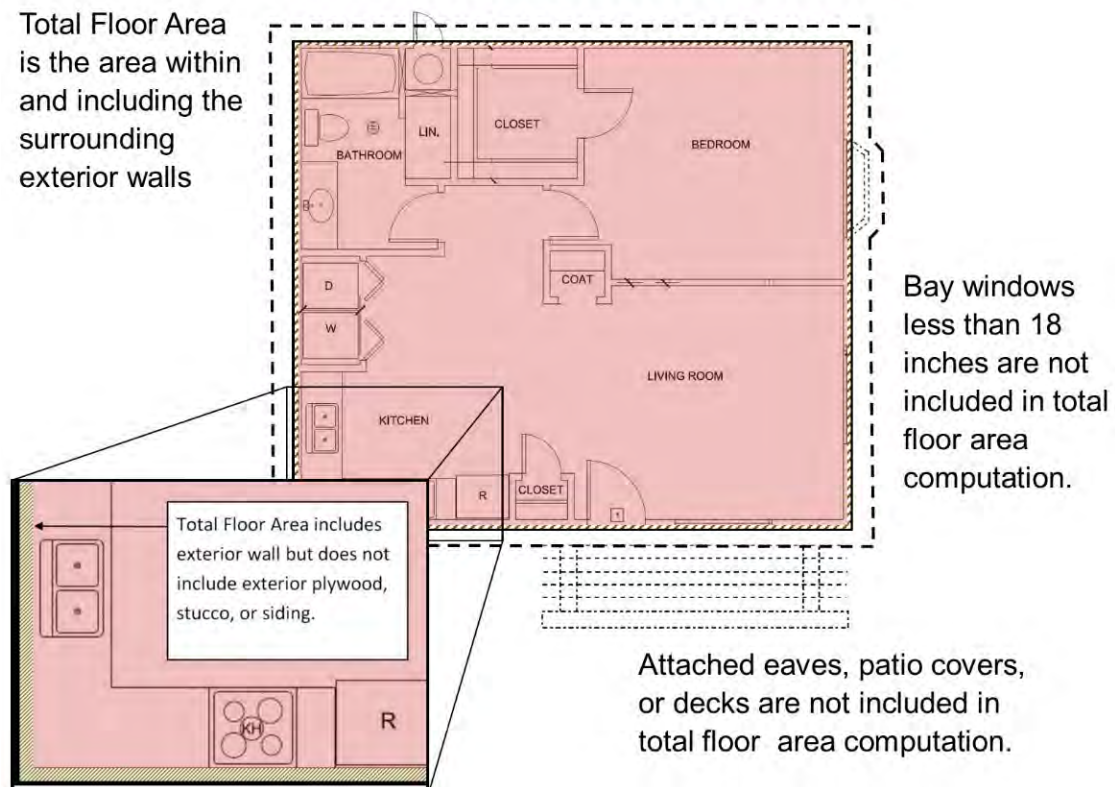 Total Floor Area
is the area within
and including the
surrounding
exterior walls
LIN.
CLOSET
BEDROOM
BATHROOM
COAT
D
W
LIVING ROOM
KITCHEN
R
CLOSET
1
Bay windows
less than 18
inches are not
included in total
floor area
computation.
Total Floor Area includes
exterior wall but does not
include exterior plywood,
stucco, or siding.
KH
R
Attached eaves, patio covers,
or decks are not included in
total floor area computation.